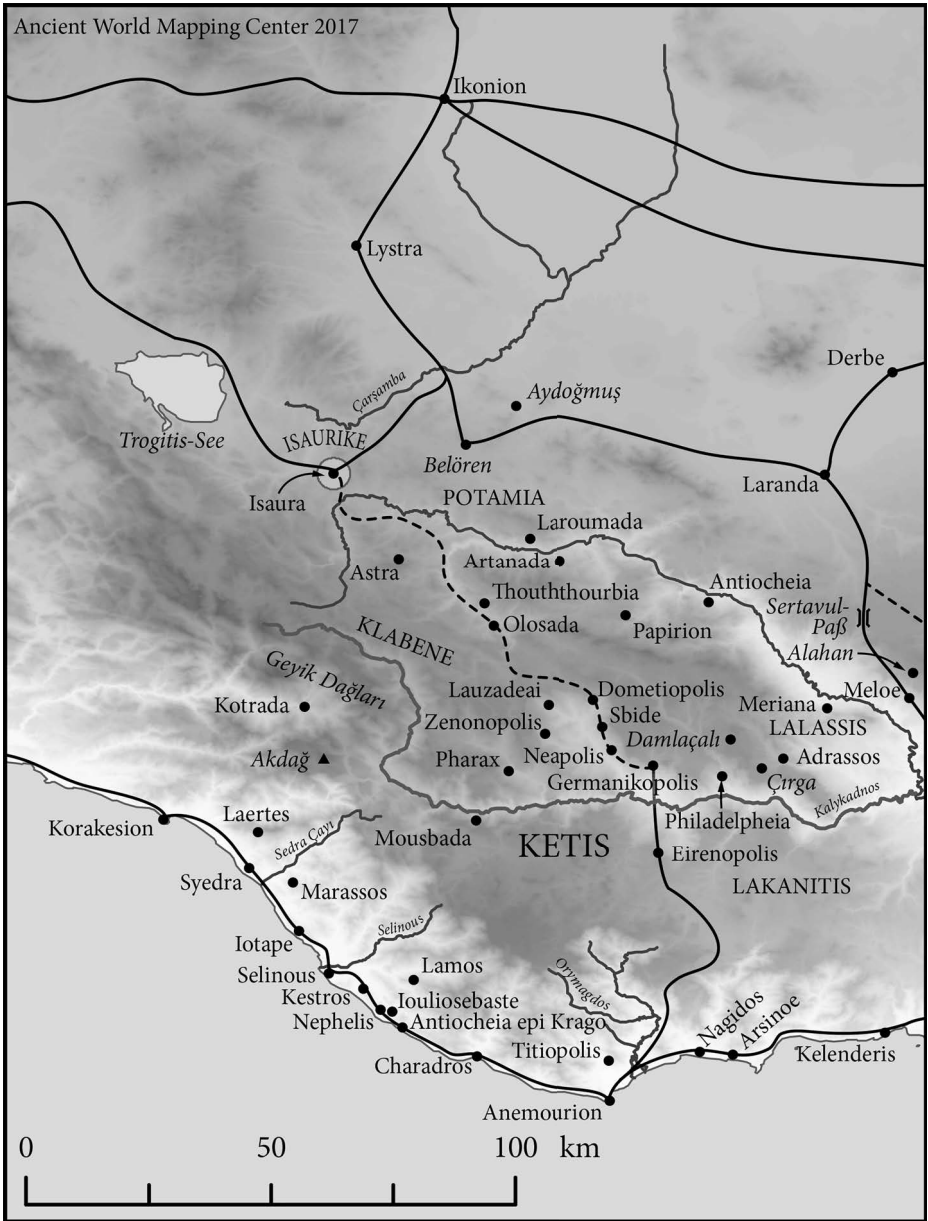 Ancient World Mapping Center 2017
Ikonion
Lystra
Derbe
Çarşamba
Aydoğmuş
Trogitis-See
ISAURIKE
Belören
Laranda
Isaura
POTAMIA
Laroumada
Astra
Artanada
Antiocheia
Thouththourbia
Sertavul-
Paß
Olosada
Papirion
KLABENE
Alahan
Geyik Dağları
Lauzadeai
Dometiopolis
Meloe
Kotrada
Meriana
Zenonopolis
Sbide
LALASSIS
Damlaçalı
Akdağ
Pharax
Neapolis
Adrassos
Germanikopolis
Çırga
Kalykadnos
Korakesion
Laertes
Sedra Çayı
Mousbada
Philadelpheia
KETIS
Eirenopolis
Syedra
Marassos
LAKANITIS
Selinous
Iotape
Lamos
Selinous
Orymagdos
Kestros
Iouliosebaste
Nephelis
Antiocheia epi Krago
Nagidos
Arsinoe
Charadros
Titiopolis
Kelenderis
Anemourion
0 50 100 km